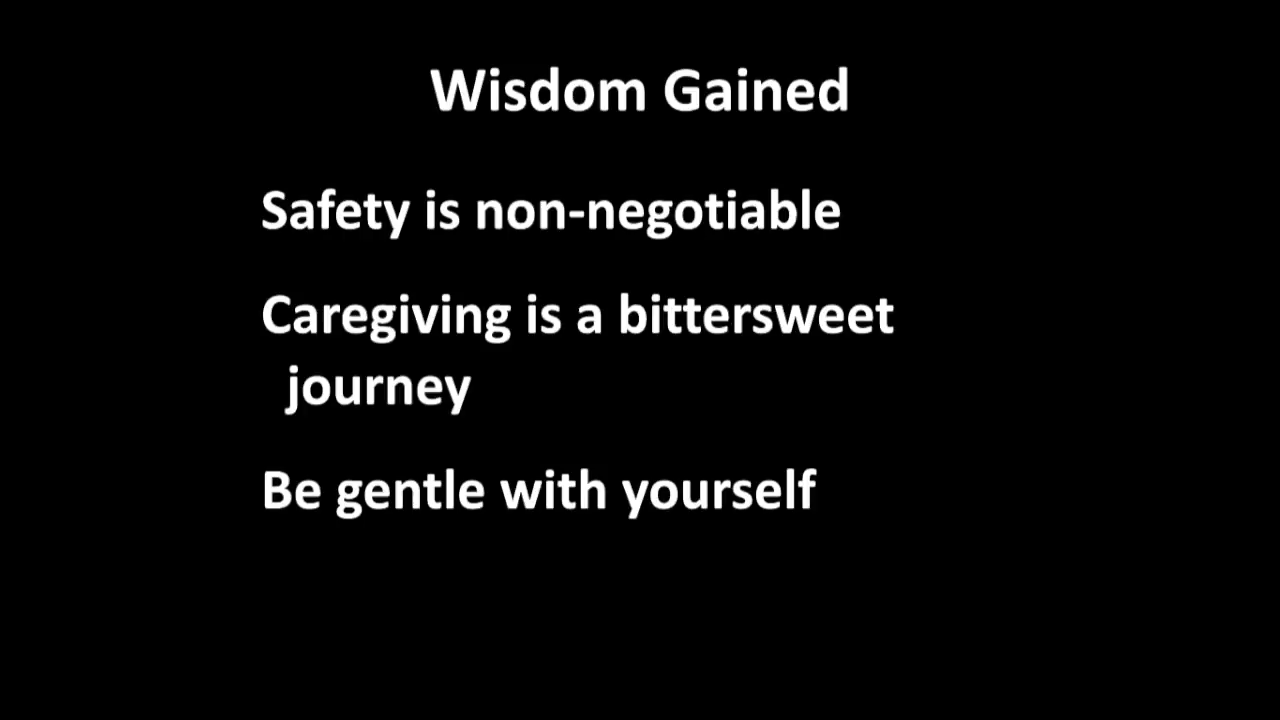 Wisdom Gained
Safety is non-negotiable
Caregiving is a bittersweet
journey
Be gentle with yourself